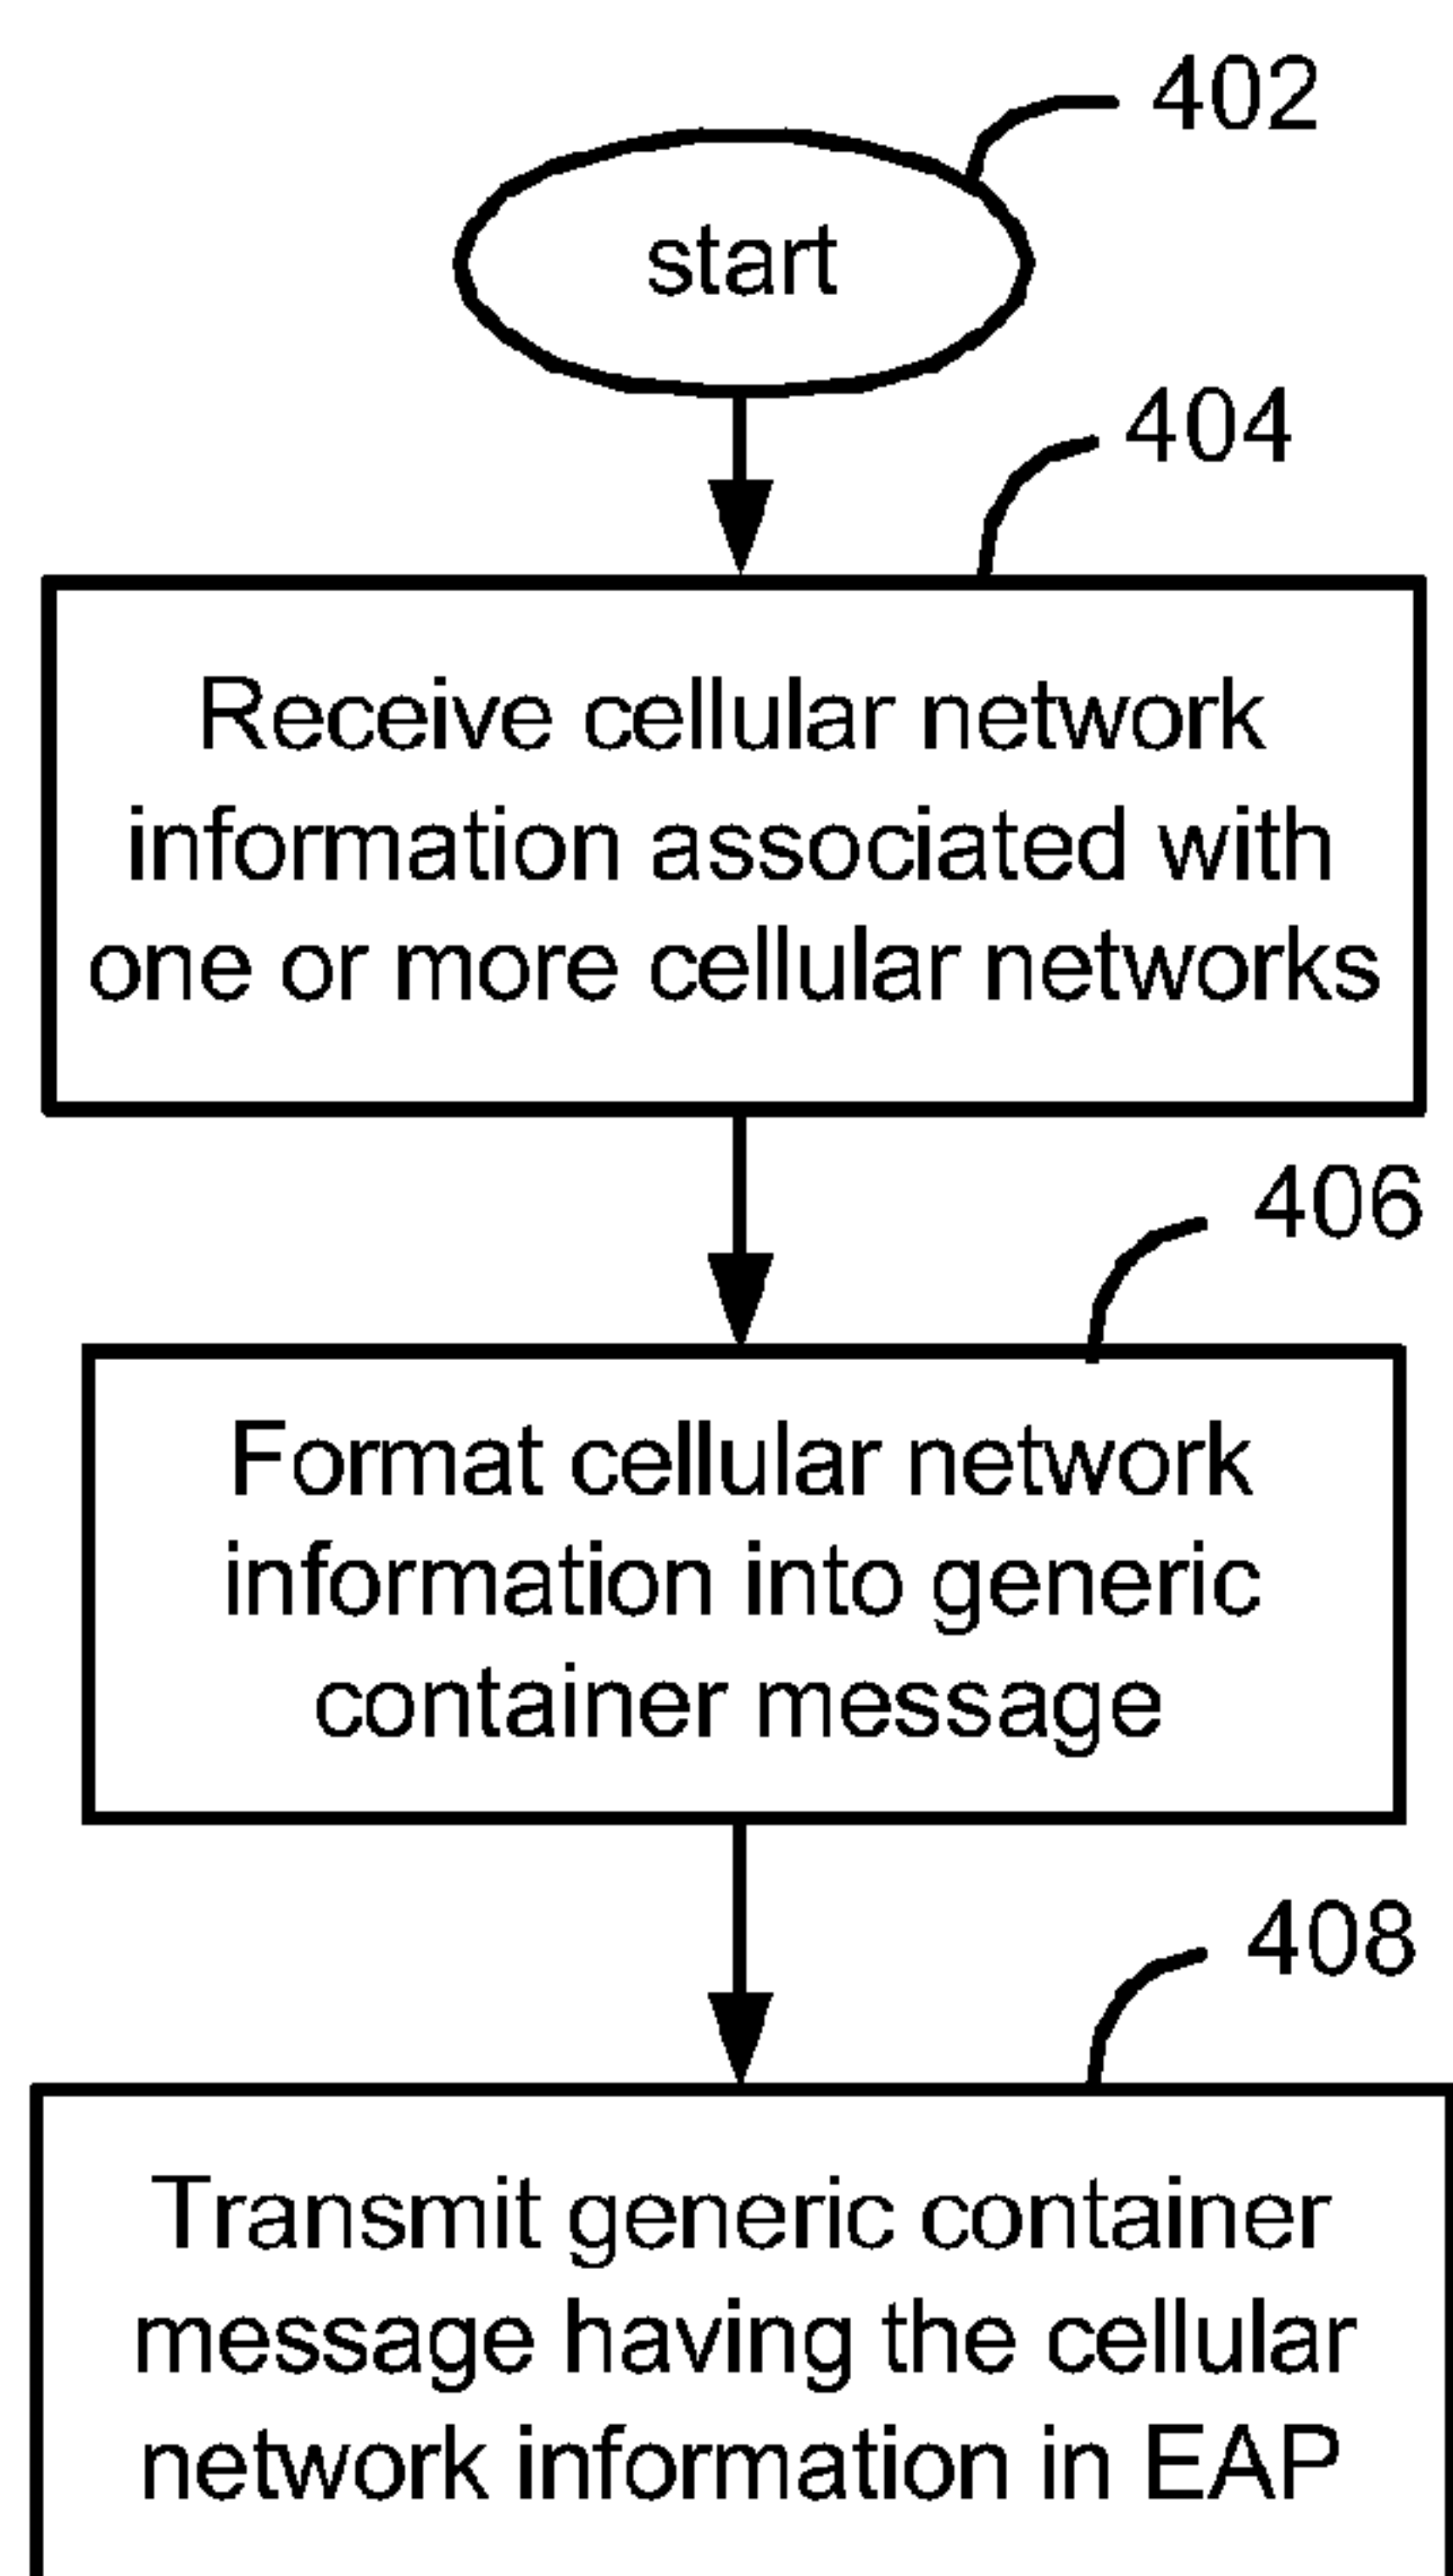 402
start
404
Receive cellular network
information associated with
one or more cellular networks
406
Format cellular network
information into generic
container message
408
Transmit generic container
message having the cellular
network information in EAP